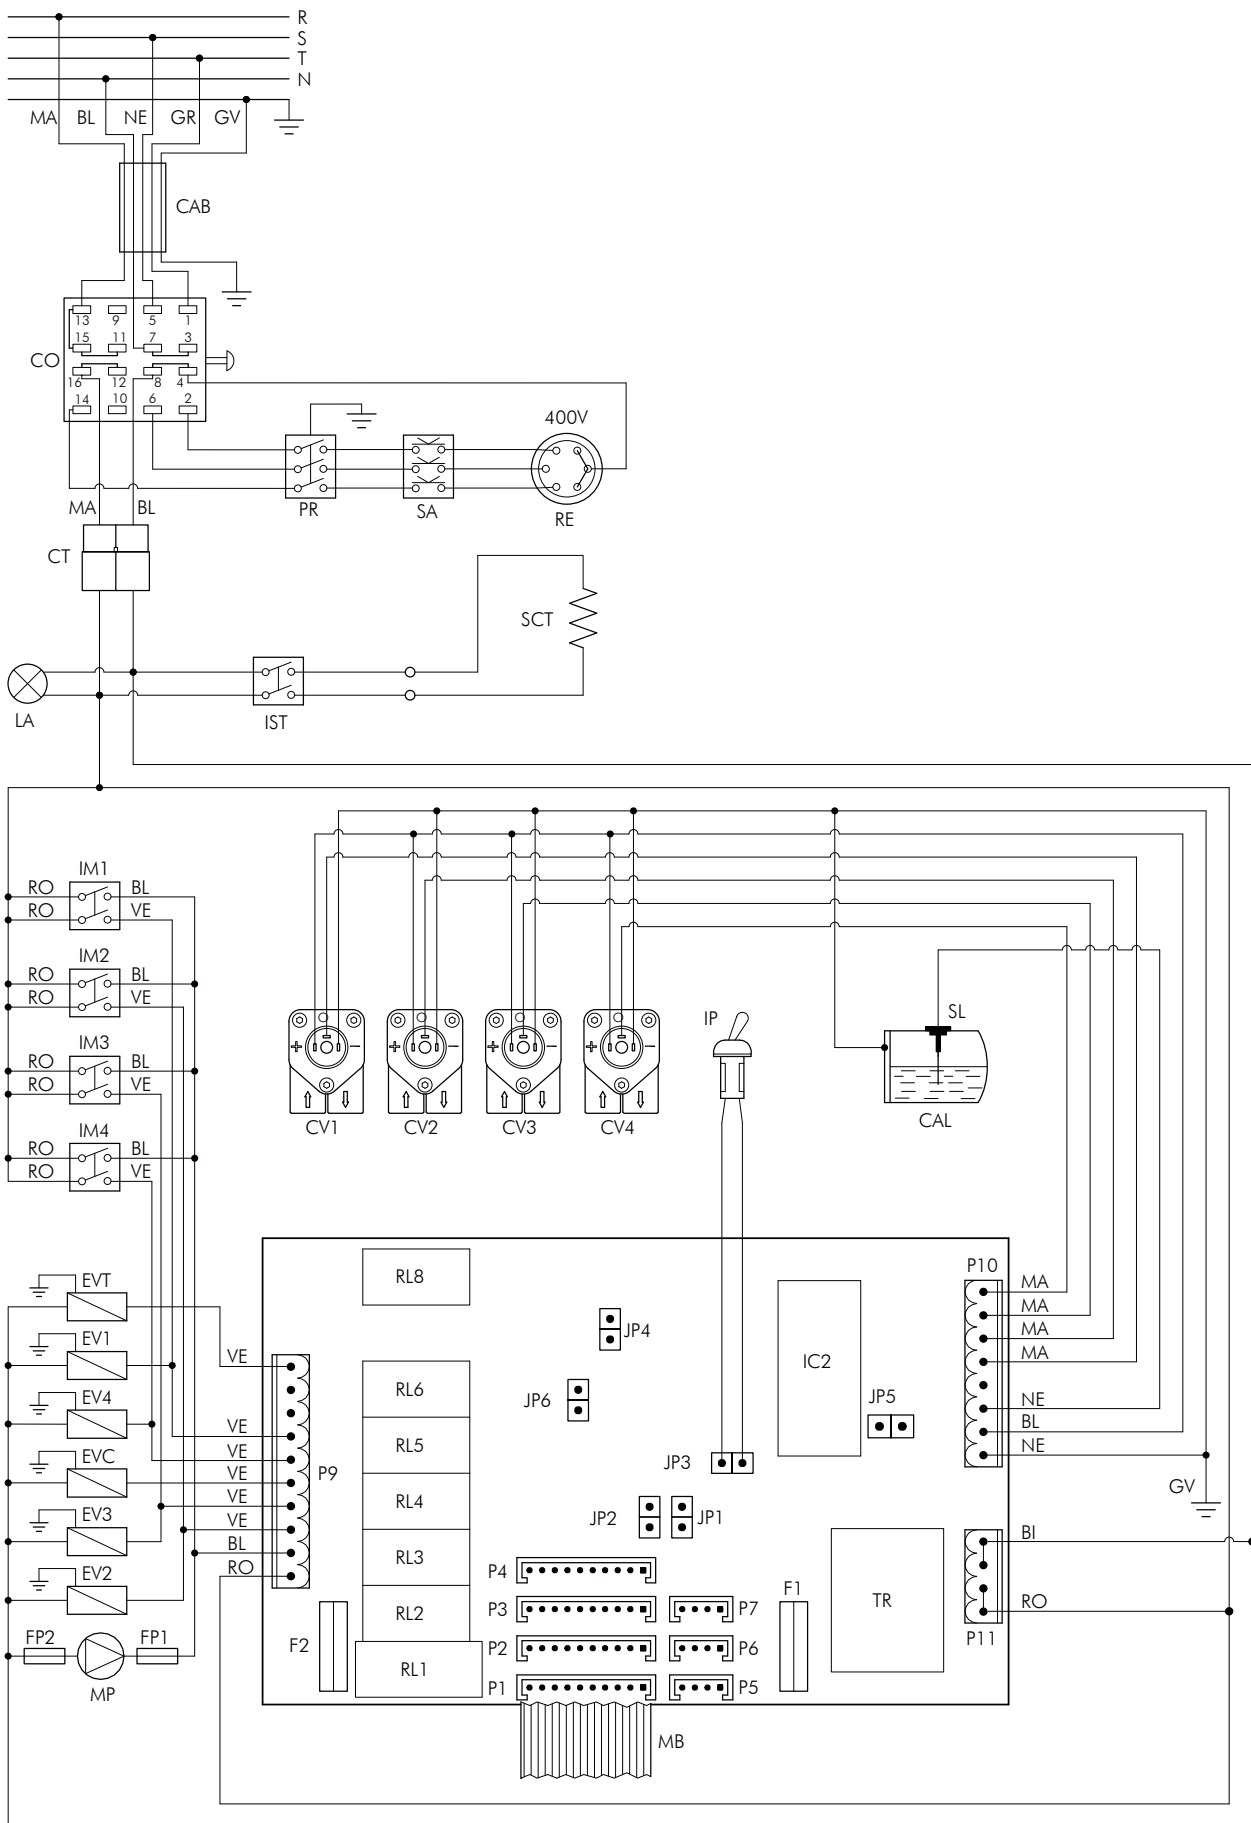 R
S
T
N
MA BL NE GR GV
CAB
13 9 5 1
15 11 7 3
CO
16 12 8 4
14 10 6 2
400V
MA BL
PR SA RE
CT
SCT
LA IST
IM1
RO BL
RO VE
IM2
RO BL
RO VE
IM3
RO BL
RO VE
IM4
RO BL
RO VE
IP SL
+ − + − + − + −
CV1 CV2 CV3 CV4 CAL
EVT
EV1
EV4
EVC
EV3
EV2
FP2 FP1
MP
VE
VE
VE
VE
VE
VE
BL
RO
P9
F2
RL8
RL6
RL5
RL4
RL3
RL2
RL1
JP4
JP6
JP3
JP2 JP1
P4
P3 P7
P2 P6
P1 P5
MB
IC2
JP5
F1
TR
P10
MA
MA
MA
MA
NE
BL
NE
GV
BI
RO
P11